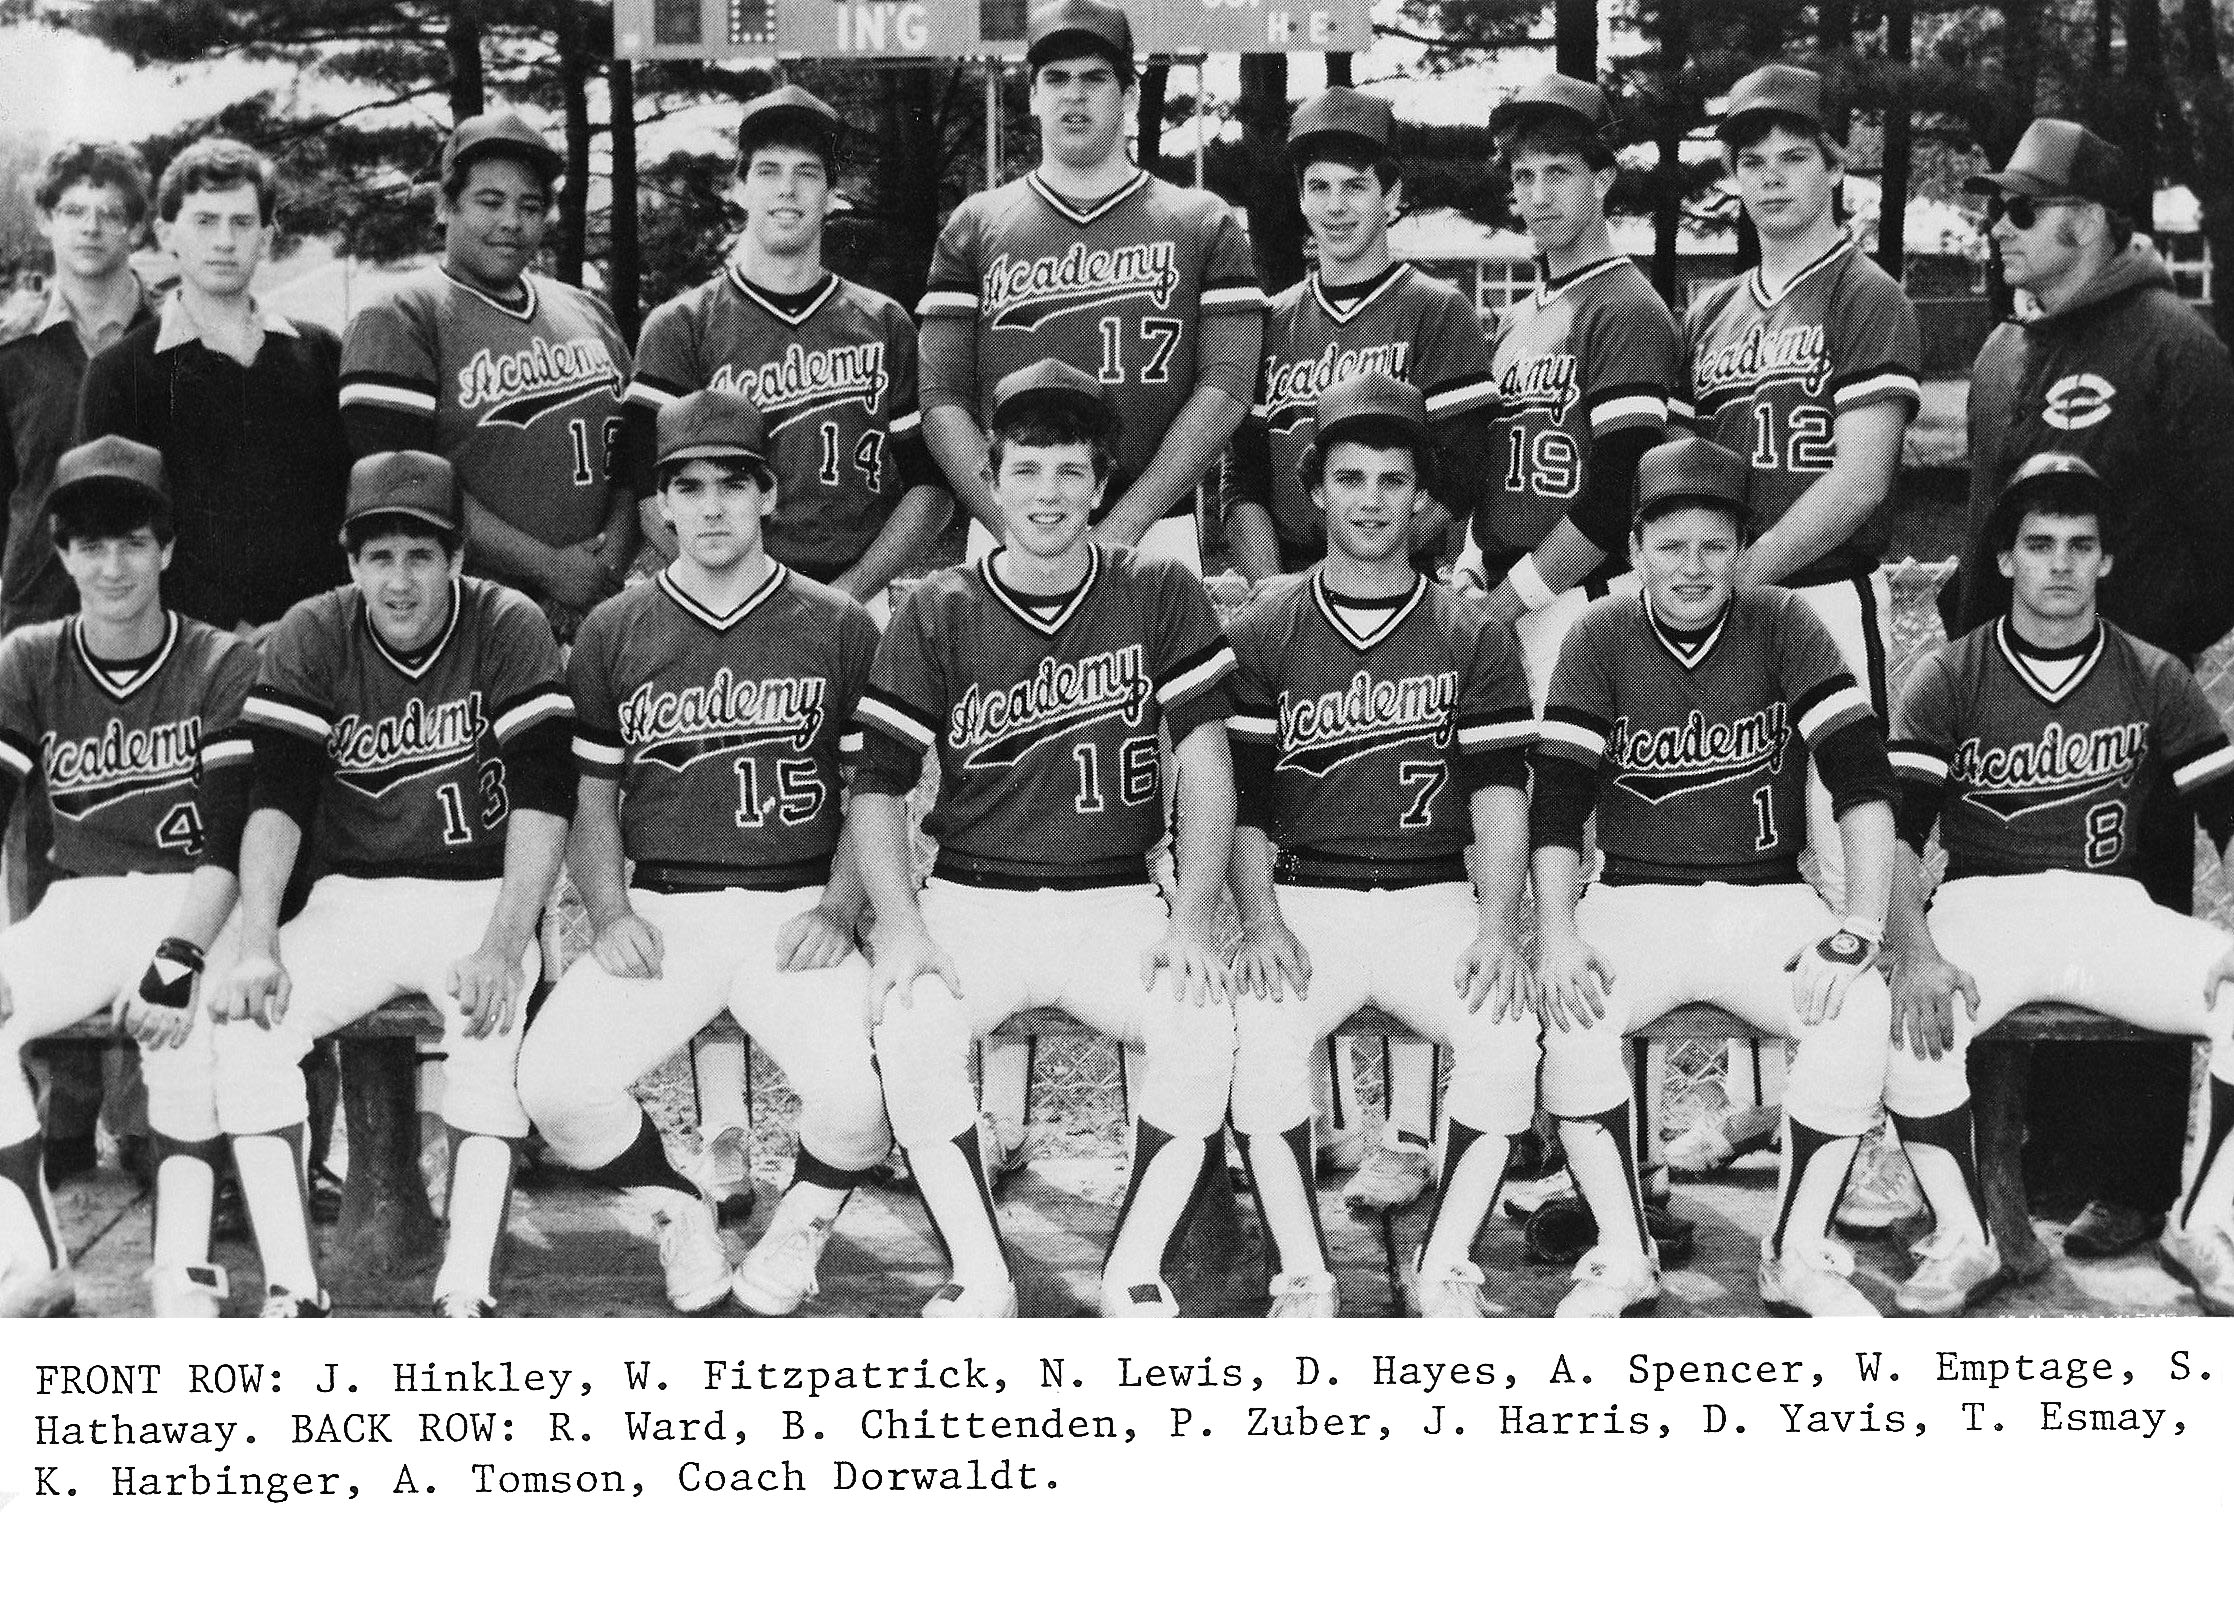 IN'G
H E
Academy
18
Academy
14
Academy
17
Academy
Academy
19
Academy
12
C
Academy
4
Academy
13
Academy
15
Academy
16
Academy
7
Academy
1
Academy
8
FRONT ROW: J. Hinkley, W. Fitzpatrick, N. Lewis, D. Hayes, A. Spencer, W. Emptage, S.
Hathaway. BACK ROW: R. Ward, B. Chittenden, P. Zuber, J. Harris, D. Yavis, T. Esmay,
K. Harbinger, A. Tomson, Coach Dorwaldt.